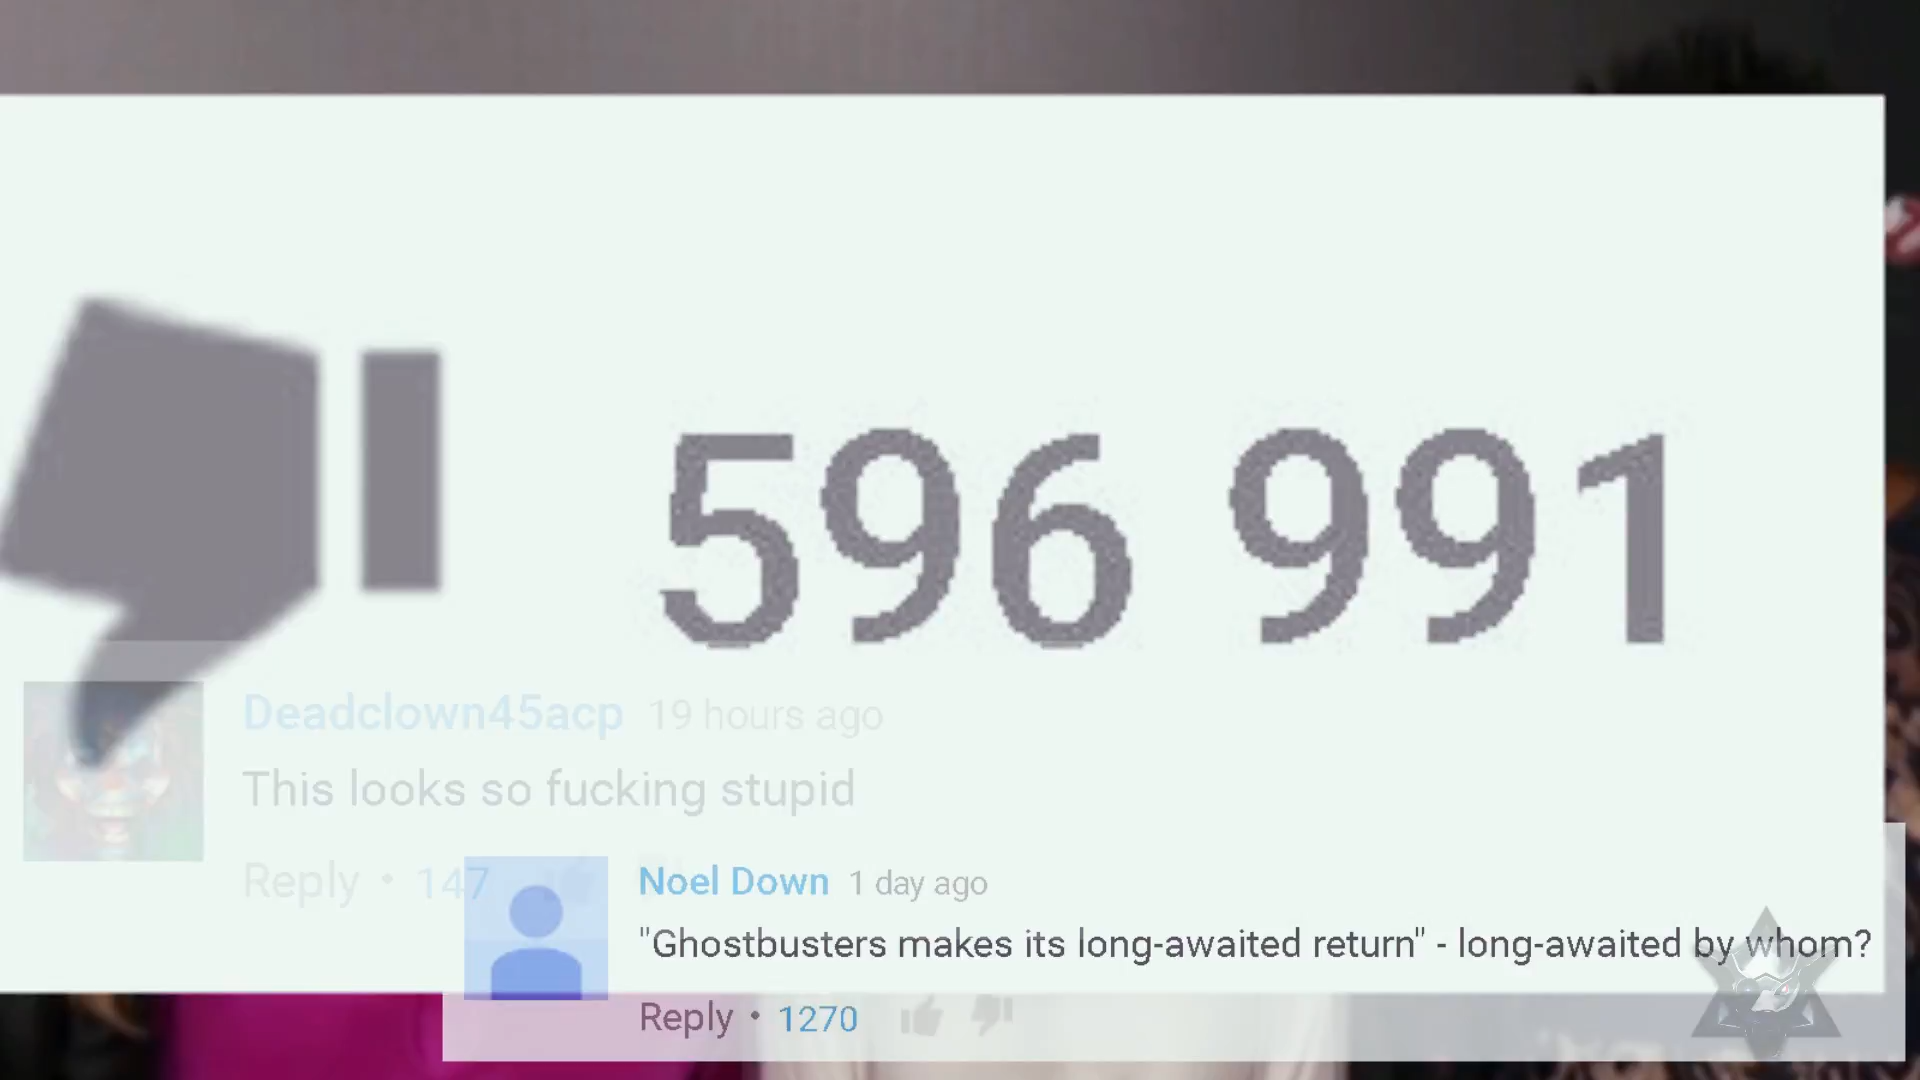 596 991
Deadclown45acp 19 hours ago
This looks so fucking stupid
Reply • 147
Noel Down 1 day ago
"Ghostbusters makes its long-awaited return" - long-awaited by whom?
Reply • 1270